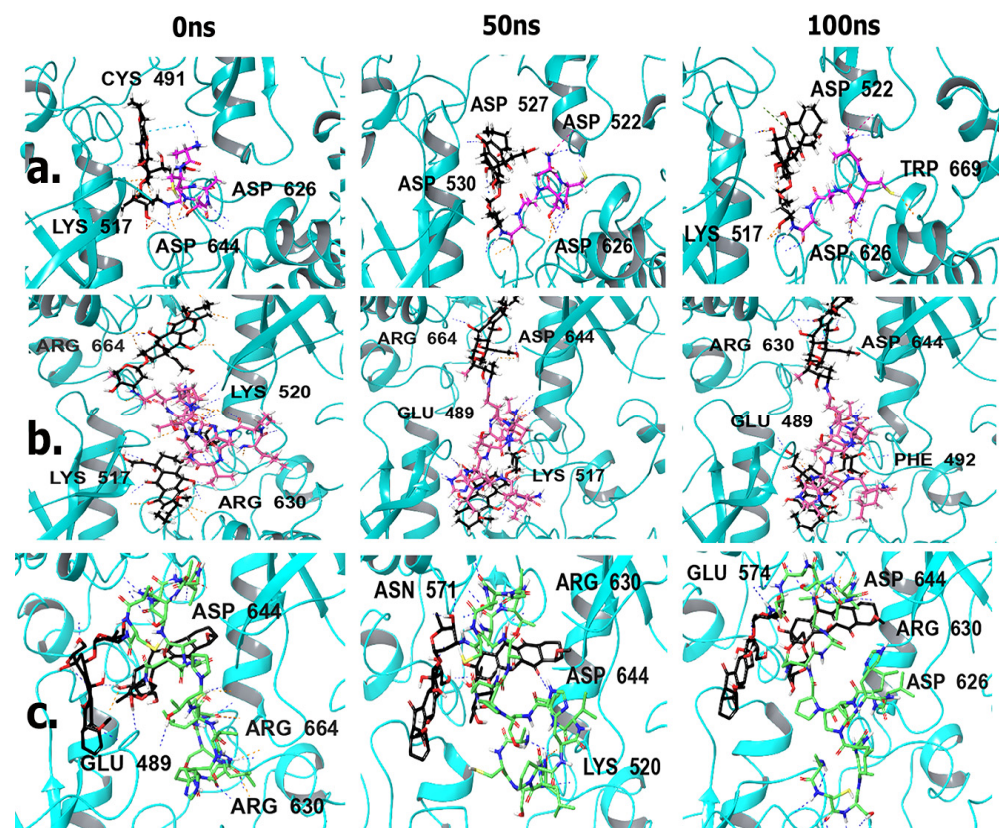 0ns 50ns 100ns
a.
CYS 491
LYS 517
ASP 626
ASP 644
ASP 527
ASP 522
ASP 530
ASP 626
ASP 522
TRP 669
LYS 517
ASP 626
b.
ARG 664
LYS 520
LYS 517
ARG 630
ARG 664
ASP 644
GLU 489
LYS 517
ARG 630
ASP 644
GLU 489
PHE 492
c.
ASP 644
ARG 664
GLU 489
ARG 630
ASN 571
ARG 630
ASP 644
LYS 520
GLU 574
ASP 644
ARG 630
ASP 626